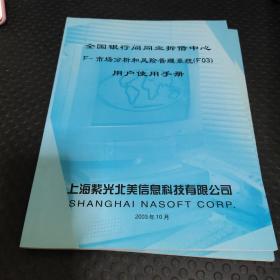 全国银行间同业拆借中心
F-市场分析和风险管理系统(F03)
用户使用手册
上海紫光北美信息科技有限公司
SHANGHAI NASOFT CORP.
2003年10月